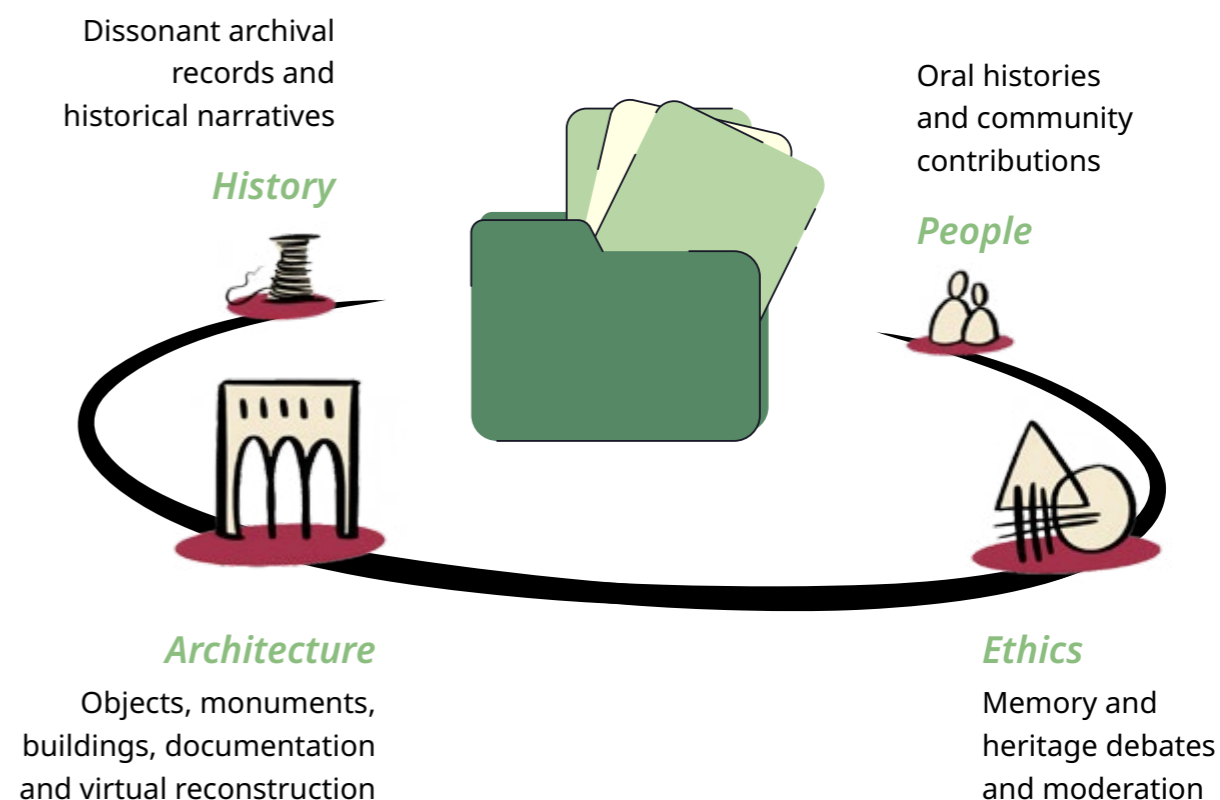 Dissonant archival
records and
historical narratives
History
Oral histories
and community
contributions
People
Architecture
Objects, monuments,
buildings, documentation
and virtual reconstruction
Ethics
Memory and
heritage debates
and moderation